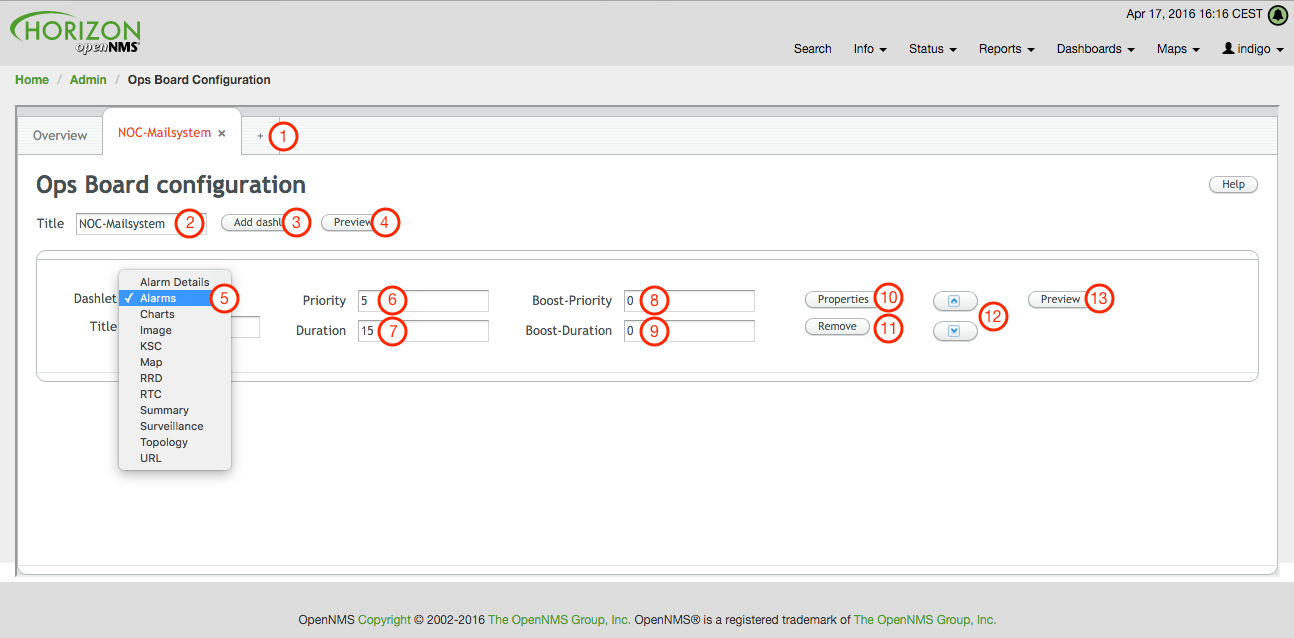 Apr 17, 2016 16:16 CEST
HORIZON
openNMS®
Search Info Status Reports Dashboards Maps indigo
Home / Admin / Ops Board Configuration
Overview NOC-Mailsystem × + 1
Ops Board configuration Help
Title NOC-Mailsystem 2 Add dashl 3 Preview 4
Alarm Details
Dashlet ✓ Alarms 5 Priority 5 6 Boost-Priority 0 8 Properties 10 Preview 13
Charts 12
Title Image Duration 15 7 Boost-Duration 0 9 Remove 11
KSC
Map
RRD
RTC
Summary
Surveillance
Topology
URL
OpenNMS Copyright © 2002-2016 The OpenNMS Group, Inc. OpenNMS® is a registered trademark of The OpenNMS Group, Inc.